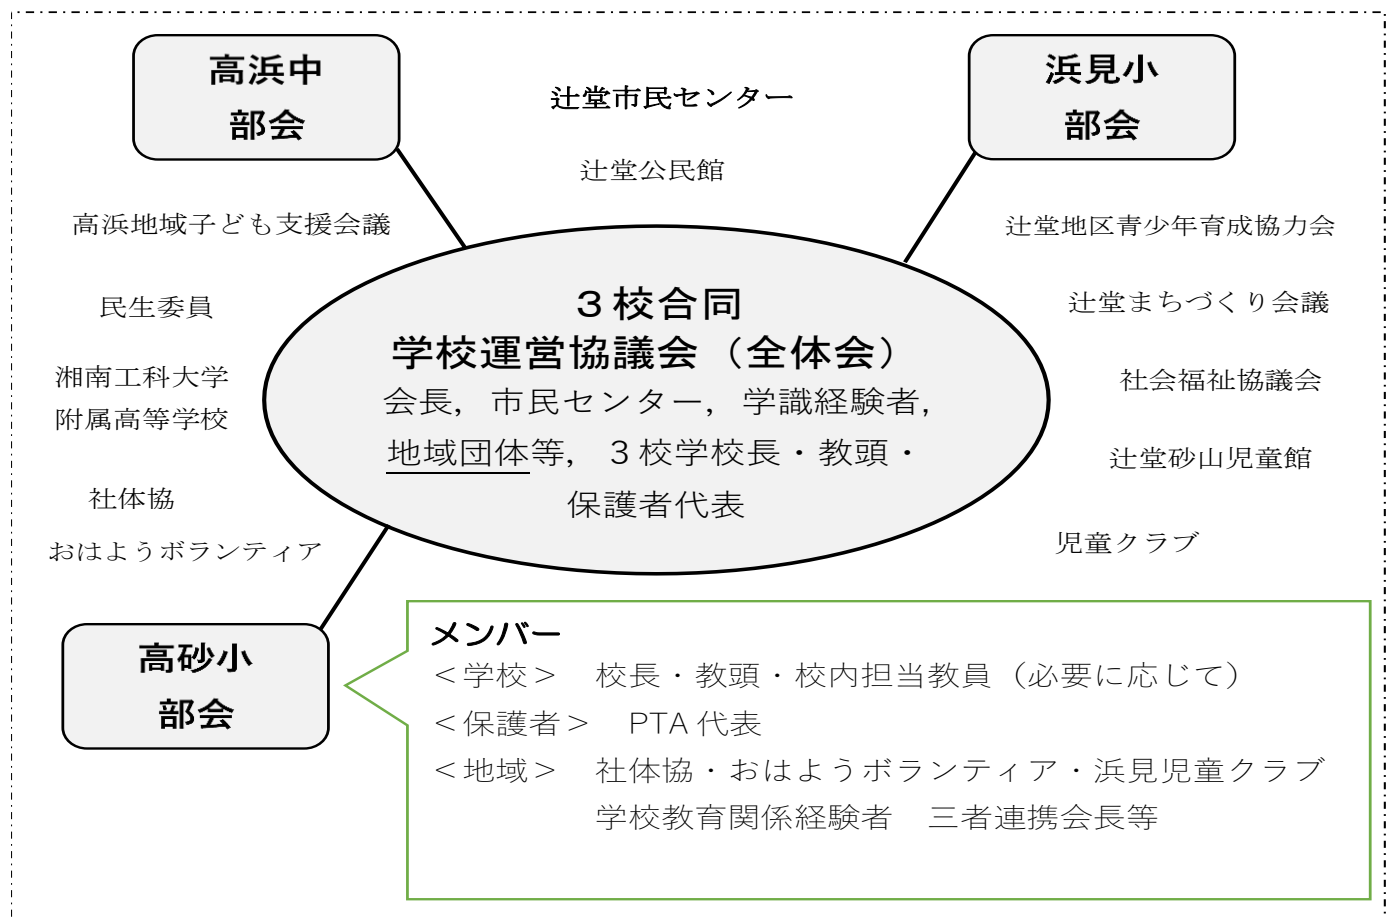 高浜中
部会
浜見小
部会
辻堂市民センター
辻堂公民館
高浜地域子ども支援会議
民生委員
湘南工科大学
附属高等学校
社体協
おはようボランティア
辻堂地区青少年育成協力会
辻堂まちづくり会議
社会福祉協議会
辻堂砂山児童館
児童クラブ
3校合同
学校運営協議会（全体会）
会長，市民センター，学識経験者，
地域団体等，3校学校長・教頭・
保護者代表
高砂小
部会
メンバー
＜学校＞　校長・教頭・校内担当教員（必要に応じて）
＜保護者＞　PTA代表
＜地域＞　社体協・おはようボランティア・浜見児童クラブ
学校教育関係経験者　三者連携会長等